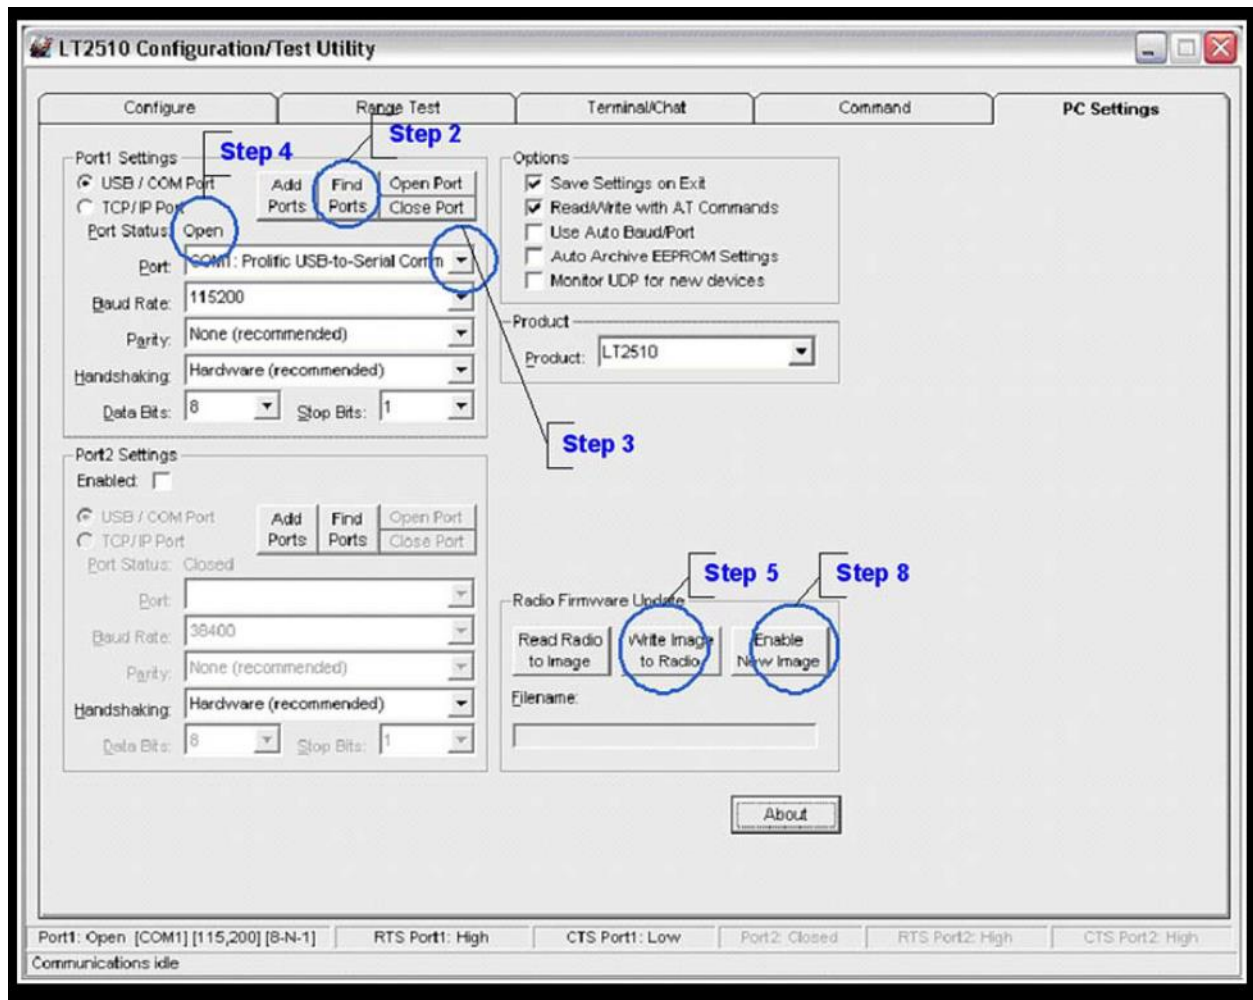 LT2510 Configuration/Test Utility
Configure Range Test Terminal/Chat Command PC Settings
Step 4 Step 2
Port1 Settings
USB / COM Port
TCP/IP Port
Add Ports
Find Ports
Open Port
Close Port
Port Status: Open
Port: COM1: Prolific USB-to-Serial Comm
Baud Rate: 115200
Parity: None (recommended)
Handshaking: Hardware (recommended)
Data Bits: 8 Stop Bits: 1
Options
Save Settings on Exit
Read/Write with AT Commands
Use Auto Baud/Port
Auto Archive EEPROM Settings
Monitor UDP for new devices
Product
Product: LT2510
Step 3
Port2 Settings
Enabled:
USB / COM Port
TCP/IP Port
Add Ports
Find Ports
Open Port
Close Port
Port Status: Closed
Port:
Baud Rate: 38400
Parity: None (recommended)
Handshaking: Hardware (recommended)
Data Bits: 8 Stop Bits: 1
Step 5 Step 8
Radio Firmware Update
Read Radio to Image
Write Image to Radio
Enable New Image
Filename:
About
Port1: Open [COM1] [115,200] [8-N-1] RTS Port1: High CTS Port1: Low Port2: Closed RTS Port2: High CTS Port2: High
Communications idle